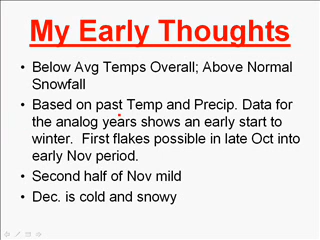 My Early Thoughts
• Below Avg Temps Overall; Above Normal
Snowfall
• Based on past Temp and Precip. Data for
the analog years shows an early start to
winter.  First flakes possible in late Oct into
early Nov period.
• Second half of Nov mild
• Dec. is cold and snowy